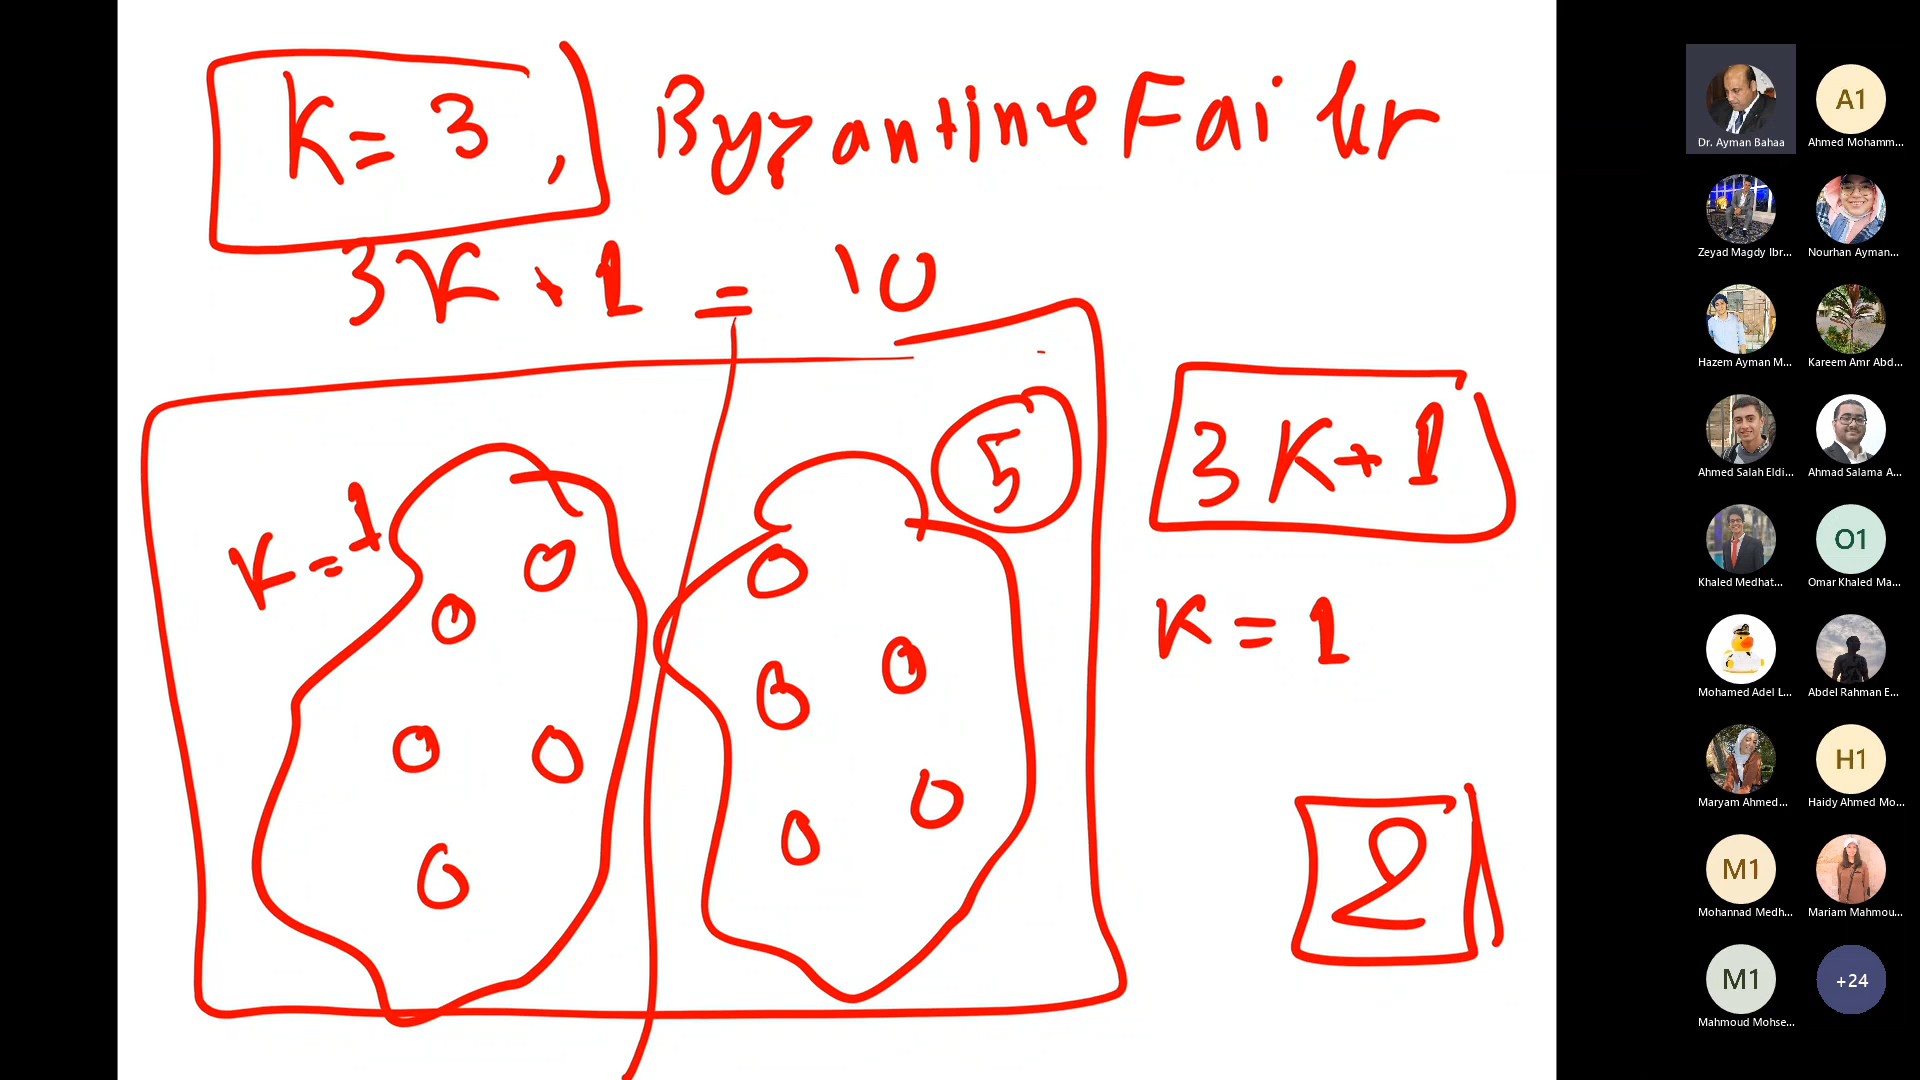 K = 3 , Byzantine Failur
3K + 1 = 10
5
3K + 1
K = 1
K = 1
2
Dr. Ayman Bahaa
A1
Ahmed Mohamm...
Zeyad Magdy Ibr...
Nourhan Ayman...
Hazem Ayman M...
Kareem Amr Abd...
Ahmed Salah Eldi...
Ahmad Salama A...
Khaled Medhat...
O1
Omar Khaled Ma...
Mohamed Adel L...
Abdel Rahman E...
Maryam Ahmed...
H1
Haidy Ahmed Mo...
M1
Mohannad Medh...
Mariam Mahmou...
M1
Mahmoud Mohse...
+24